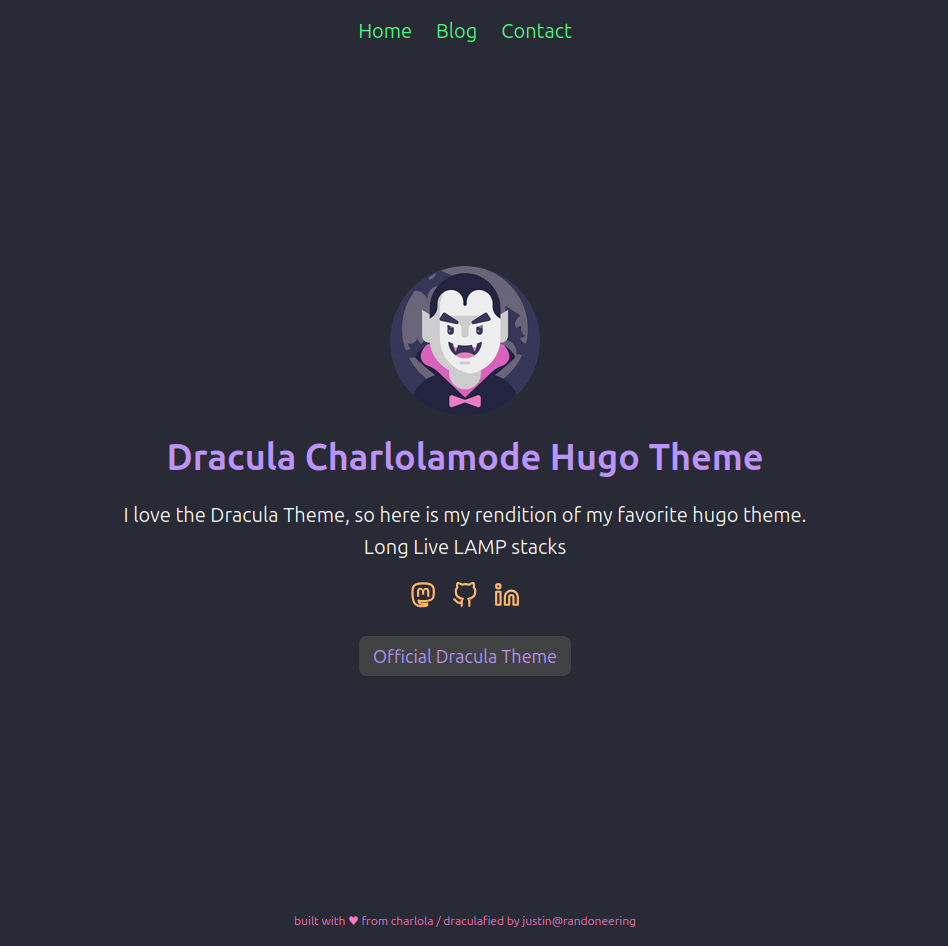 Home Blog Contact
Dracula Charlolamode Hugo Theme
I love the Dracula Theme, so here is my rendition of my favorite hugo theme.
Long Live LAMP stacks
Official Dracula Theme
built with ♥ from charlola / draculafied by justin@randoneering